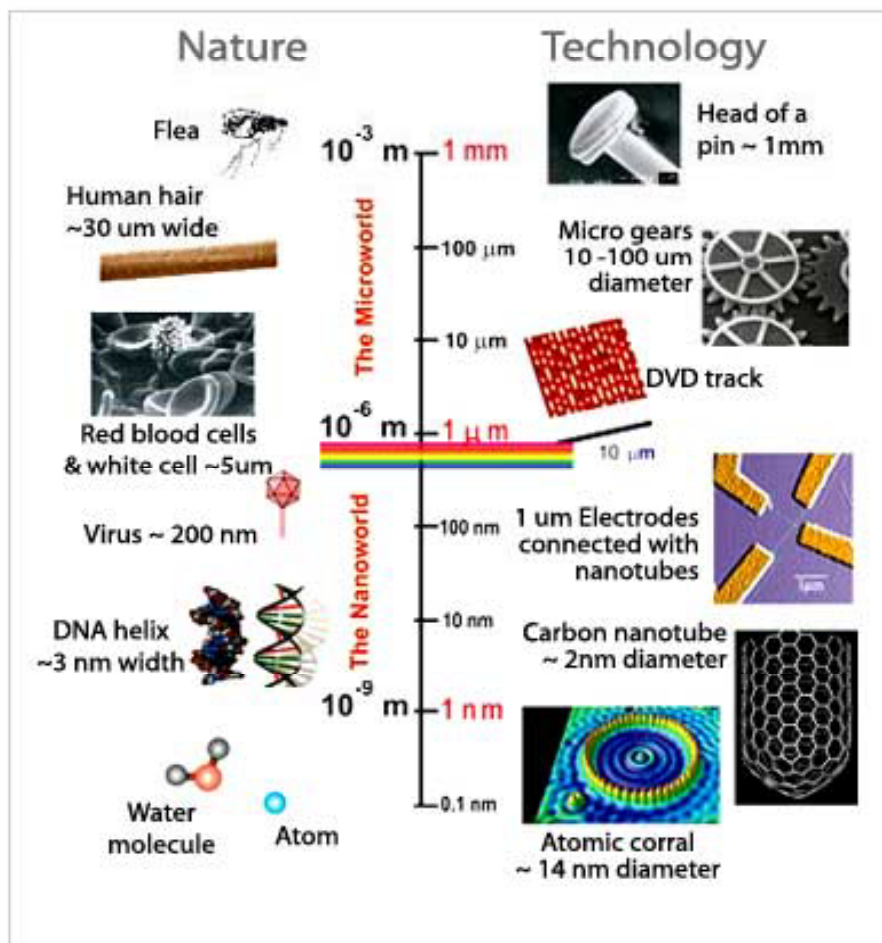 Nature
Technology
Flea
10-3 m
1 mm
Head of a
pin ~ 1mm
Human hair
~30 um wide
The Microworld
100 μm
Micro gears
10 -100 um
diameter
10 μm
DVD track
Red blood cells
& white cell ~5um
10-6 m
1 μm
10 μm
Virus ~ 200 nm
The Nanoworld
100 nm
1 um Electrodes
connected with
nanotubes
1μm
DNA helix
~3 nm width
10 nm
Carbon nanotube
~ 2nm diameter
10-9 m
1 nm
Water
molecule
Atom
0.1 nm
Atomic corral
~ 14 nm diameter